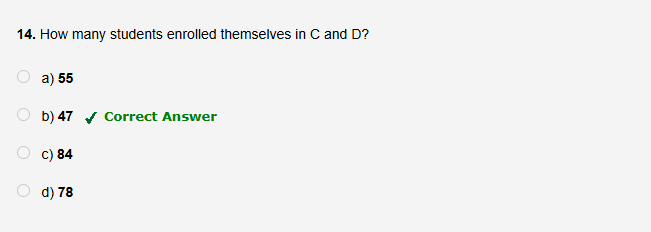 14. How many students enrolled themselves in C and D?
a) 55
b) 47 ✓ Correct Answer
c) 84
d) 78